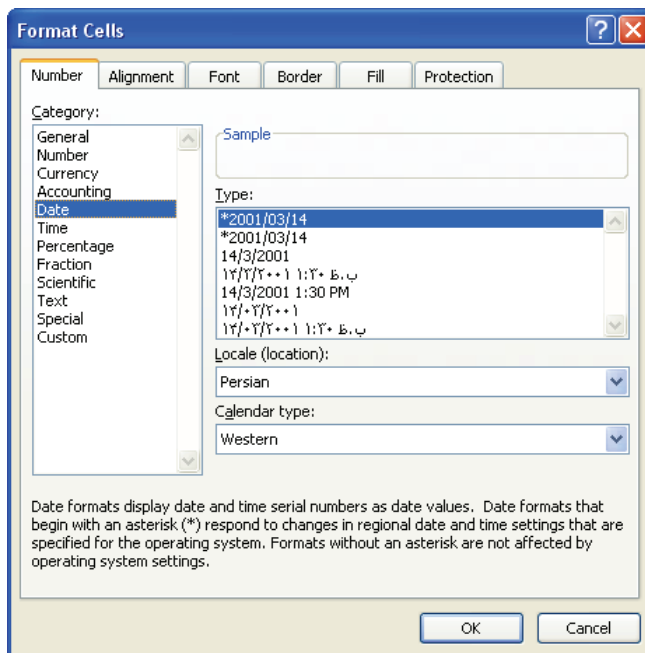 Format Cells
Number Alignment Font Border Fill Protection
Category:
General
Number
Currency
Accounting
Date
Time
Percentage
Fraction
Scientific
Text
Special
Custom
Sample
Type:
*2001/03/14
*2001/03/14
14/3/2001
۱۴/۳/۲۰۰۱ ۱:۳۰ ب.ظ
14/3/2001 1:30 PM
۱۴/۰۳/۲۰۰۱
۱۴/۰۳/۲۰۰۱ ۱:۳۰ ب.ظ
Locale (location):
Persian
Calendar type:
Western
Date formats display date and time serial numbers as date values. Date formats that
begin with an asterisk (*) respond to changes in regional date and time settings that are
specified for the operating system. Formats without an asterisk are not affected by
operating system settings.
OK Cancel